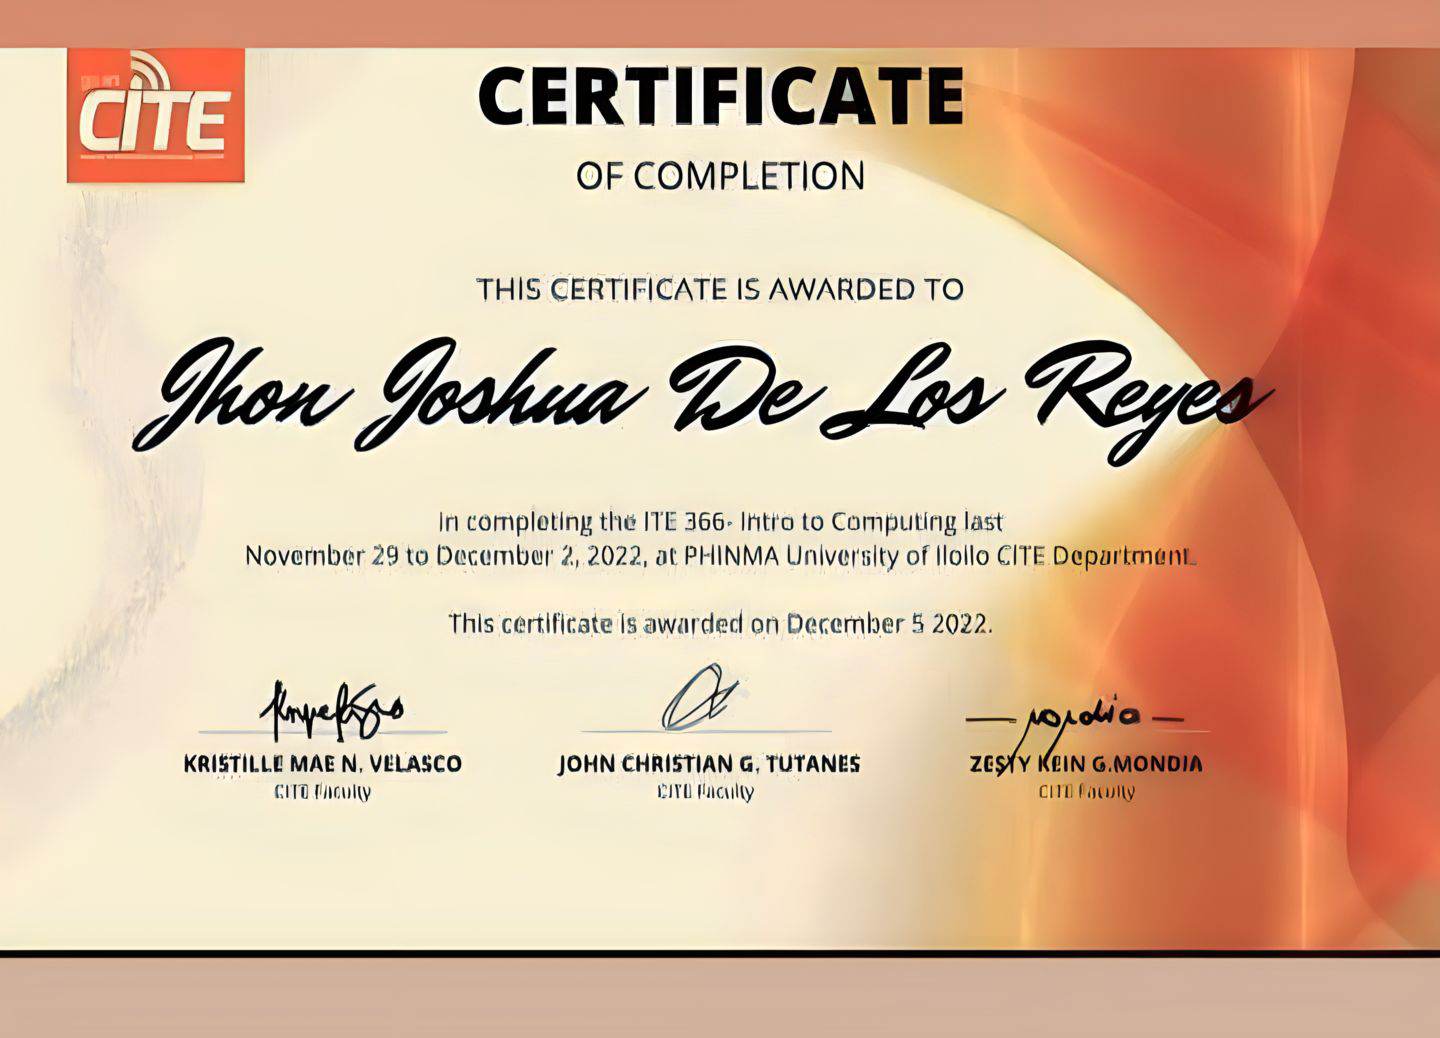 CITE
CERTIFICATE
OF COMPLETION
THIS CERTIFICATE IS AWARDED TO
Jhon Joshua De Los Reyes
In completing the ITE 366- Intro to Computing last
November 29 to December 2, 2022, at PHINMA University of Iloilo CITE Department.
This certificate is awarded on December 5 2022.
KRISTILLE MAE N. VELASCO
CITE Faculty
JOHN CHRISTIAN G. TUTANES
CITE Faculty
ZESTY KEIN G.MONDIA
CITE Faculty